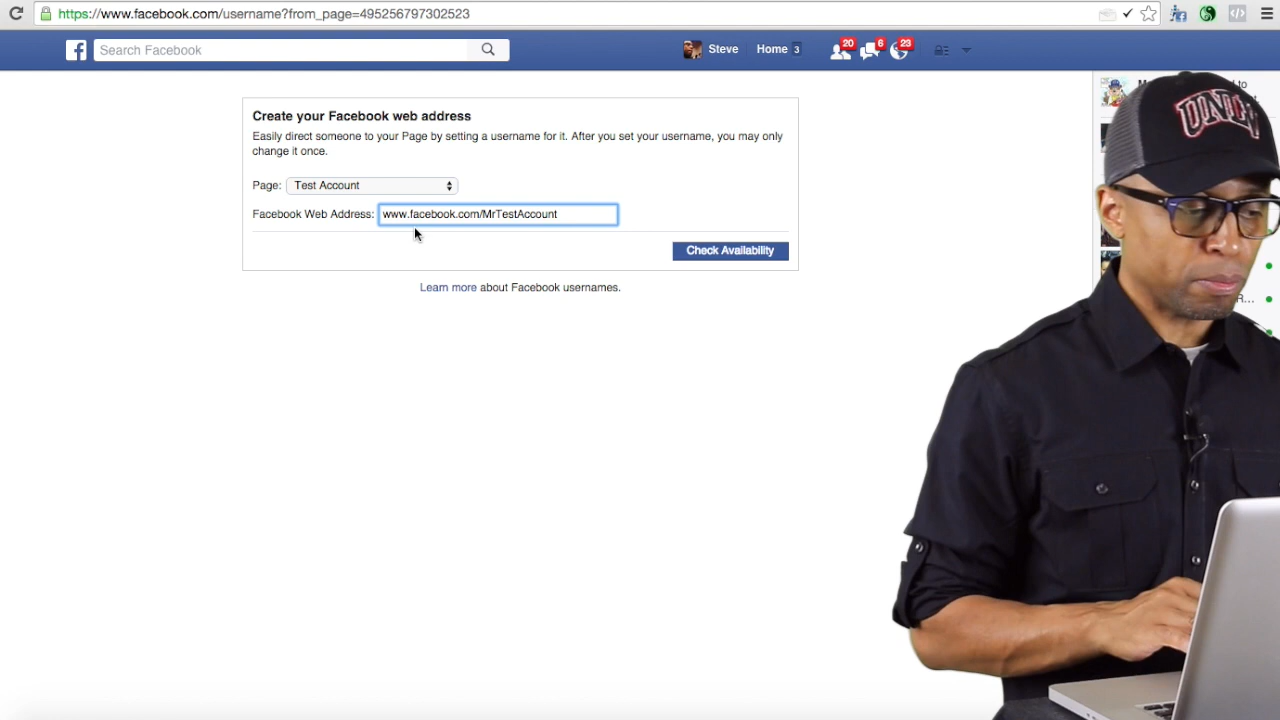 https://www.facebook.com/username?from_page=495256797302523
Search Facebook
Steve
Home 3
20
6
23
Create your Facebook web address
Easily direct someone to your Page by setting a username for it. After you set your username, you may only
change it once.
Page: Test Account
Facebook Web Address: www.facebook.com/MrTestAccount
Check Availability
Learn more about Facebook usernames.
to
R...
UNLV